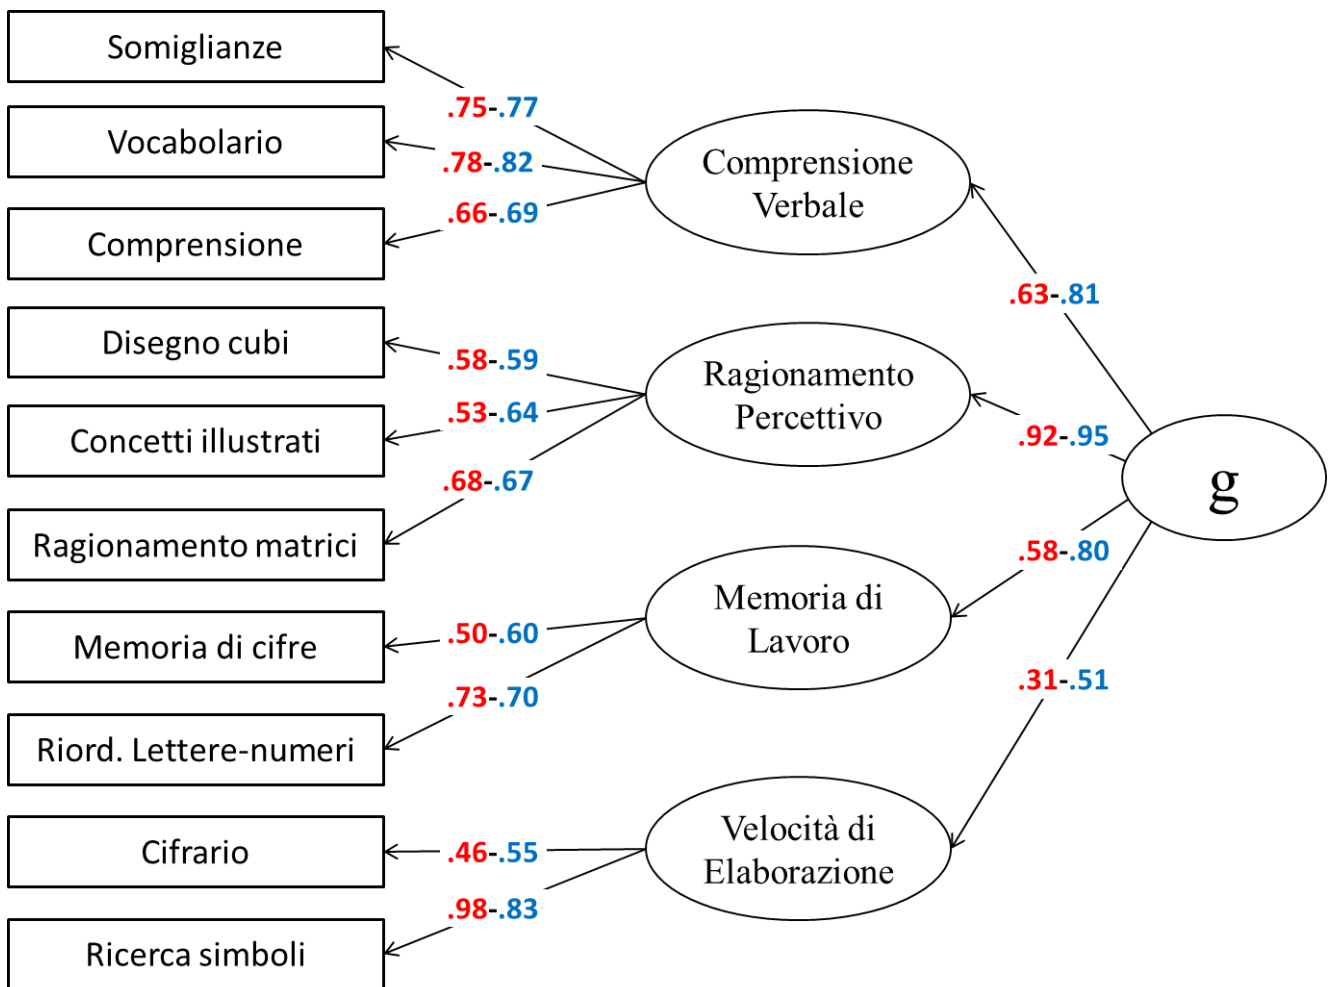 Somiglianze
.75-.77
Vocabolario
.78-.82
Comprensione
.66-.69
Comprensione
Verbale
.63-.81
Disegno cubi
.58-.59
Concetti illustrati
.53-.64
Ragionamento matrici
.68-.67
Ragionamento
Percettivo
.92-.95
g
Memoria di cifre
.50-.60
Riord. Lettere-numeri
.73-.70
Memoria di
Lavoro
.58-.80
Cifrario
.46-.55
Ricerca simboli
.98-.83
Velocità di
Elaborazione
.31-.51